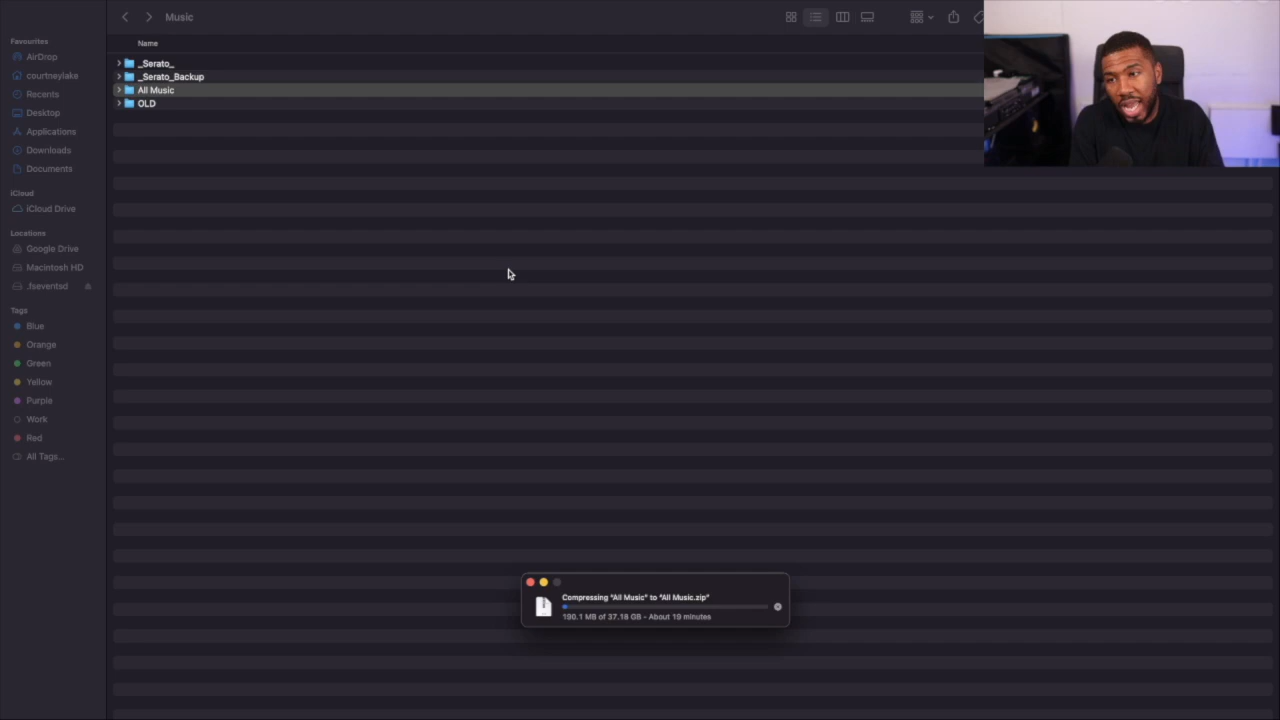 Music
Favourites
AirDrop
courtneylake
Recents
Desktop
Applications
Downloads
Documents
iCloud
iCloud Drive
Locations
Google Drive
Macintosh HD
.fseventsd
Tags
Blue
Orange
Green
Yellow
Purple
Work
Red
All Tags...
Name
_Serato_
_Serato_Backup
All Music
OLD
Compressing "All Music" to "All Music.zip"
190.1 MB of 37.18 GB - About 19 minutes